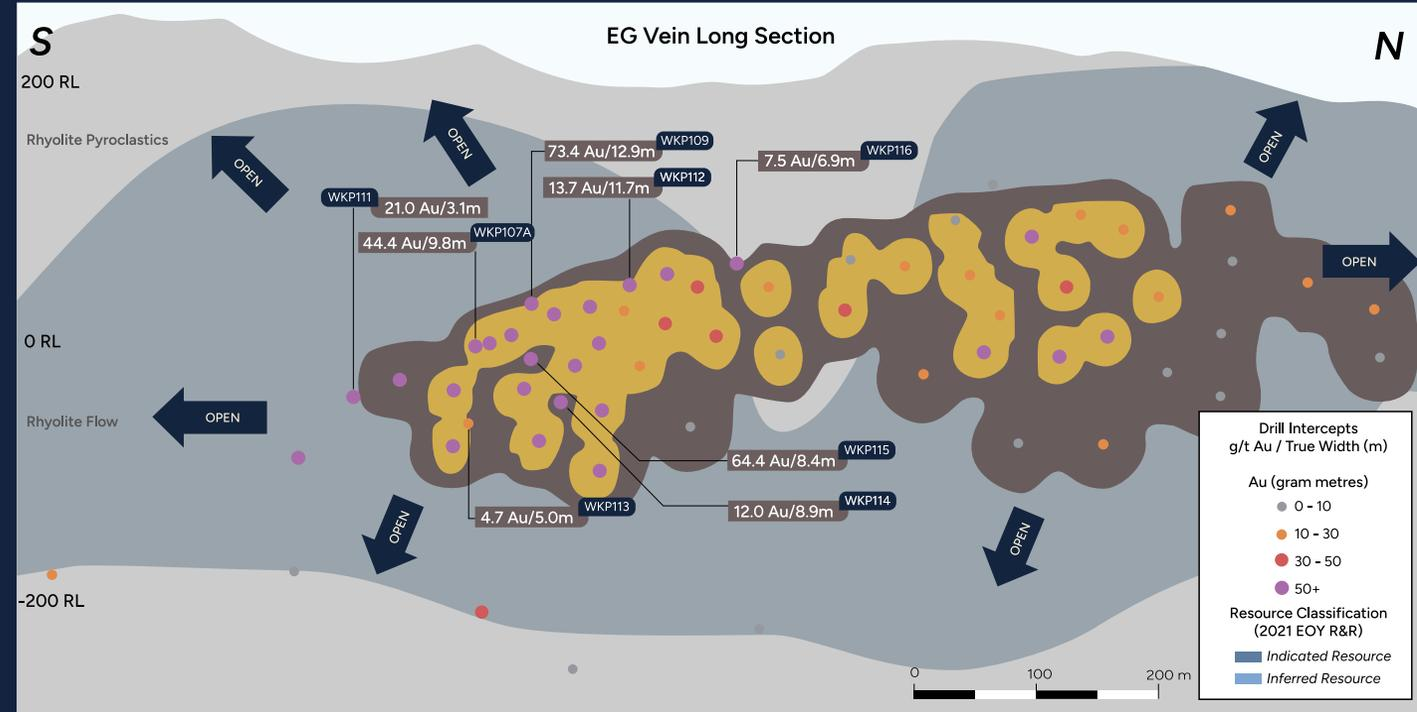 EG Vein Long Section
S
N
200 RL
Rhyolite Pyroclastics
OPEN
OPEN
OPEN
WKP109
73.4 Au/12.9m
WKP116
7.5 Au/6.9m
WKP112
13.7 Au/11.7m
WKP111
21.0 Au/3.1m
WKP107A
44.4 Au/9.8m
OPEN
0 RL
Rhyolite Flow
OPEN
WKP115
64.4 Au/8.4m
WKP114
12.0 Au/8.9m
WKP113
4.7 Au/5.0m
OPEN
OPEN
-200 RL
0 100 200 m
Drill Intercepts
g/t Au / True Width (m)
Au (gram metres)
0 - 10
10 - 30
30 - 50
50+
Resource Classification
(2021 EOY R&R)
Indicated Resource
Inferred Resource